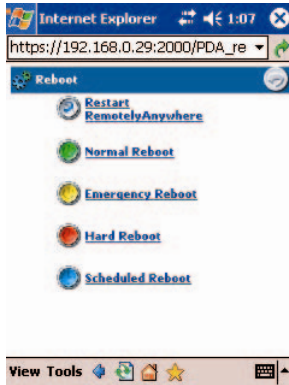 Internet Explorer 1:07
https://192.168.0.29:2000/PDA_re
Reboot
Restart
RemotelyAnywhere
Normal Reboot
Emergency Reboot
Hard Reboot
Scheduled Reboot
View Tools